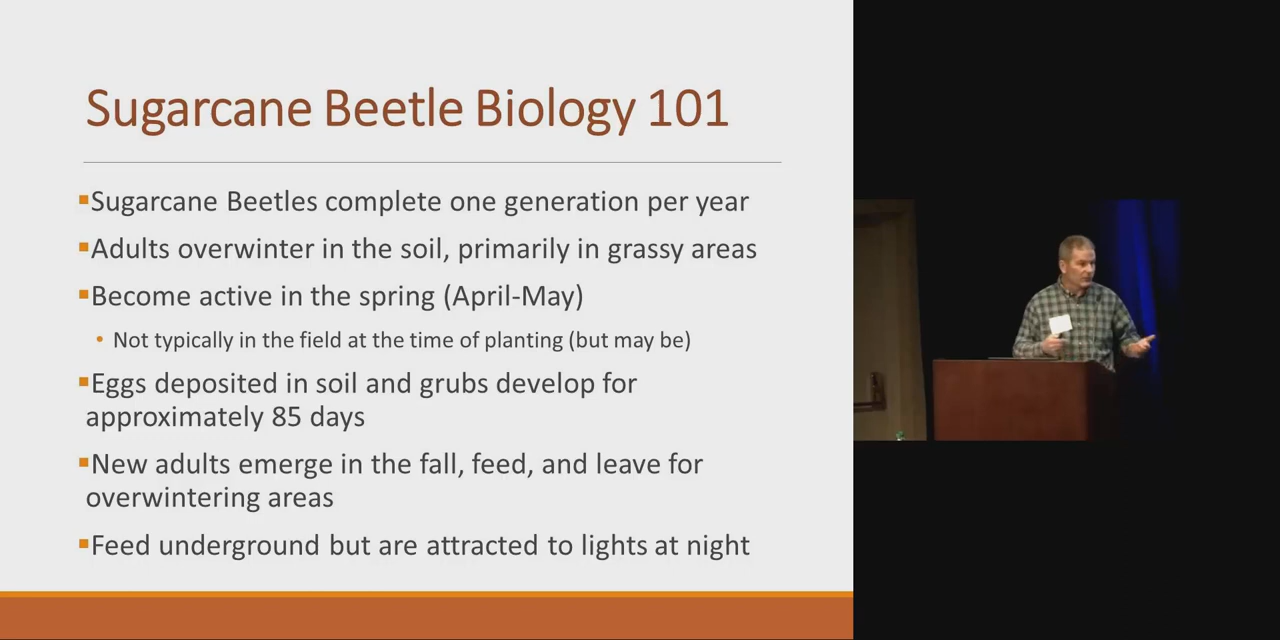 Sugarcane Beetle Biology 101
▪Sugarcane Beetles complete one generation per year
▪Adults overwinter in the soil, primarily in grassy areas
▪Become active in the spring (April-May)
• Not typically in the field at the time of planting (but may be)
▪Eggs deposited in soil and grubs develop for
approximately 85 days
▪New adults emerge in the fall, feed, and leave for
overwintering areas
▪Feed underground but are attracted to lights at night